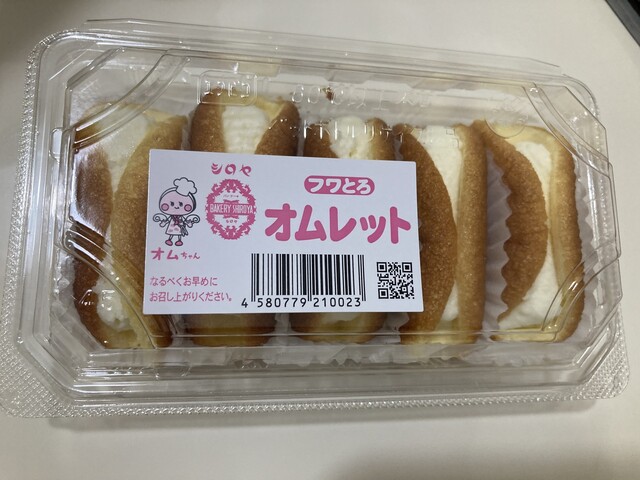 シロヤ
BAKERY SHIROYA
フワとろ
オムレット
オムちゃん
なるべくお早めに
お召し上がりください。
4 580779 210023